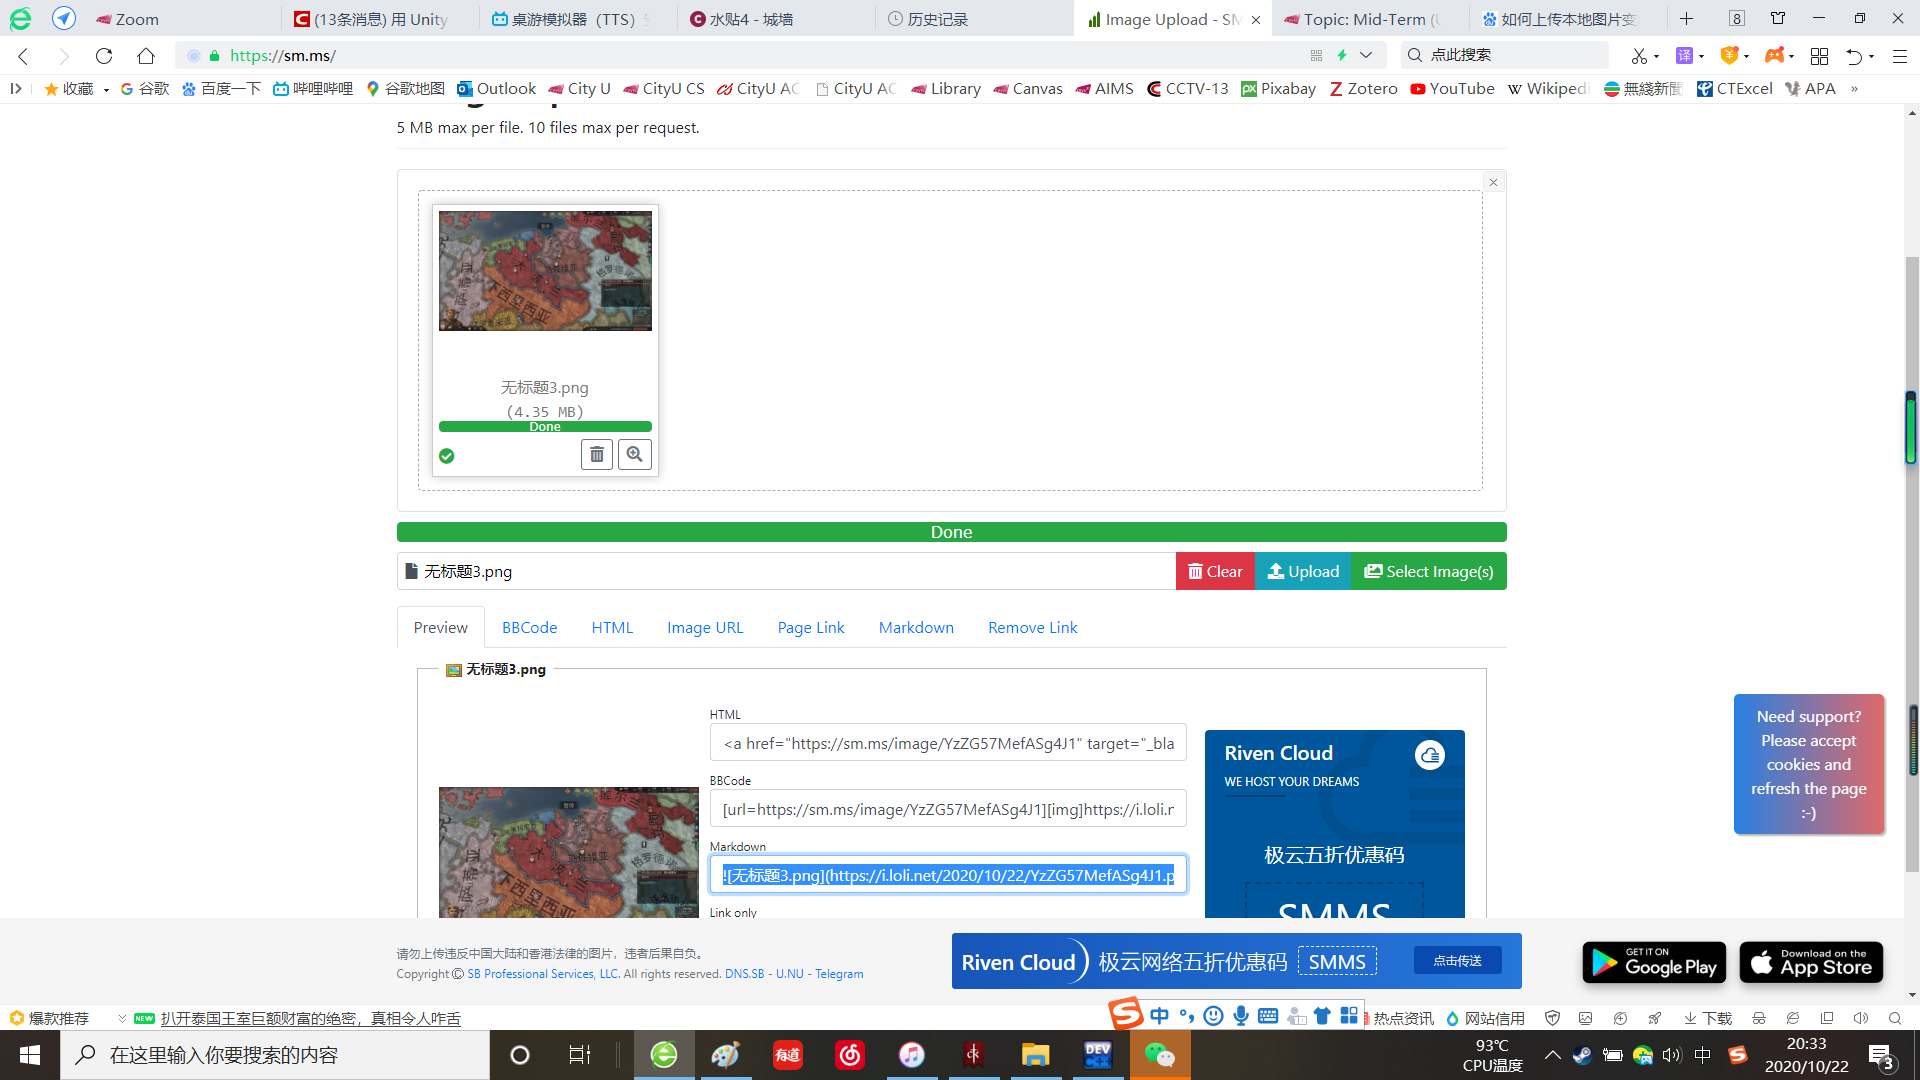 Zoom
(13条消息) 用 Unity
桌游模拟器（TTS）
水贴4 - 城墙
历史记录
Image Upload - SM
Topic: Mid-Term (
如何上传本地图片变
8
https://sm.ms/
点此搜索
收藏
谷歌
百度一下
哔哩哔哩
谷歌地图
Outlook
City U
CityU CS
CityU AC
CityU AC
Library
Canvas
AIMS
CCTV-13
Pixabay
Zotero
YouTube
Wikipedi
無綫新聞
CTExcel
APA
5 MB max per file. 10 files max per request.
下西里西亚
无标题3.png
(4.35 MB)
Done
Done
无标题3.png
Clear
Upload
Select Image(s)
Preview
BBCode
HTML
Image URL
Page Link
Markdown
Remove Link
无标题3.png
HTML
<a href="https://sm.ms/image/YzZG57MefASg4J1" target="_bla
BBCode
[url=https://sm.ms/image/YzZG57MefASg4J1][img]https://i.loli.n
Markdown
![无标题3.png](https://i.loli.net/2020/10/22/YzZG57MefASg4J1.p
Link only
Riven Cloud
WE HOST YOUR DREAMS
极云五折优惠码
SMMS
Need support?
Please accept
cookies and
refresh the page
:-)
请勿上传违反中国大陆和香港法律的图片，违者后果自负。
Copyright © SB Professional Services, LLC. All rights reserved. DNS.SB - U.NU - Telegram
Riven Cloud
极云网络五折优惠码
SMMS
点击传送
GET IT ON
Google Play
Download on the
App Store
爆款推荐
NEW
扒开泰国王室巨额财富的绝密，真相令人咋舌
中
热点资讯
网站信用
下载
在这里输入你要搜索的内容
有道
DEV
93℃
CPU温度
中
20:33
2020/10/22
3